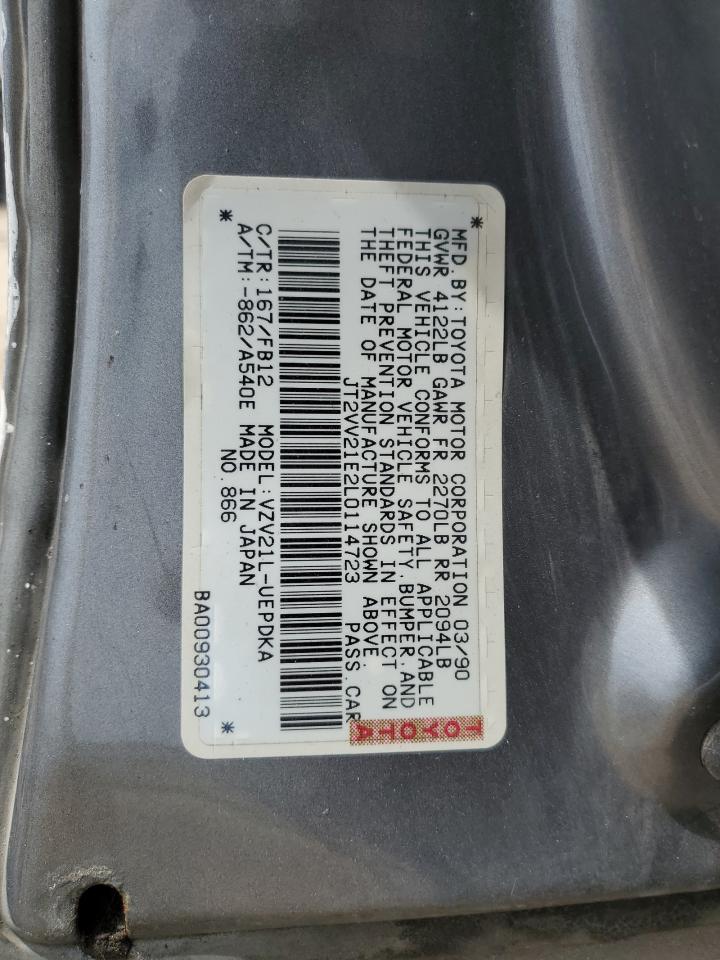 MFD.BY:TOYOTA MOTOR CORPORATION 03/90
GVWR 4122LB GAWR FR 2270LB RR 2094LB
THIS VEHICLE CONFORMS TO ALL APPLICABLE
FEDERAL MOTOR VEHICLE SAFETY,BUMPER,AND
THEFT PREVENTION STANDARDS IN EFFECT ON
THE DATE OF MANUFACTURE SHOWN ABOVE.
JT2VV21E2L0114723 PASS.CAR
TOYOTA
C/TR:167/FB12 MODEL:VZV21L-UEPDKA
A/TM:-862/A540E MADE IN JAPAN
NO.866
BA00930413